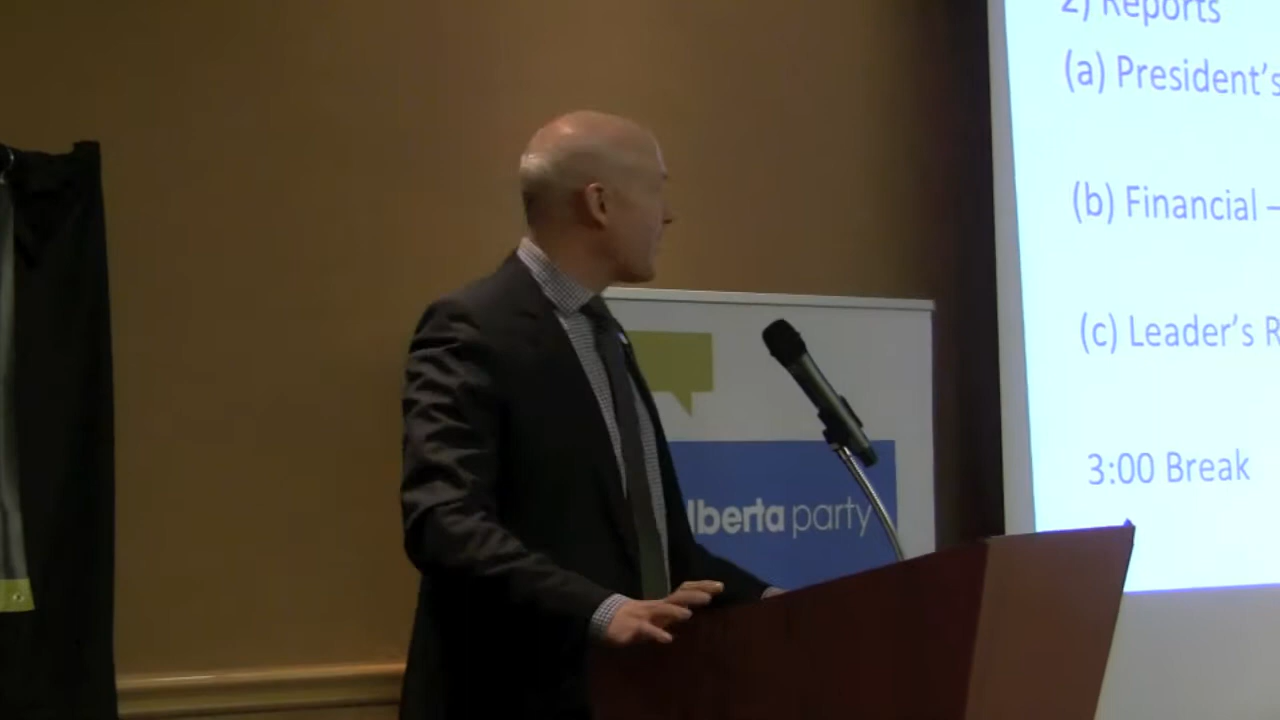 2) Reports
(a) President's
(b) Financial –
(c) Leader's R
3:00 Break
lberta party